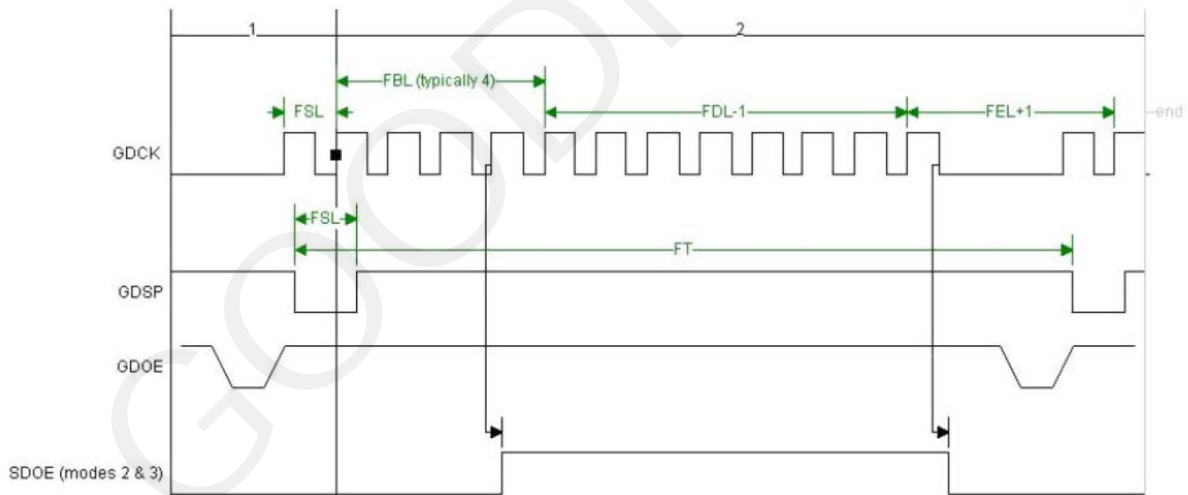 1 2
FBL (typically 4)
FSL FDL-1 FEL+1 end
GDCK
FSL
FT
GDSP
GDOE
SDOE (modes 2 & 3)
GOOD